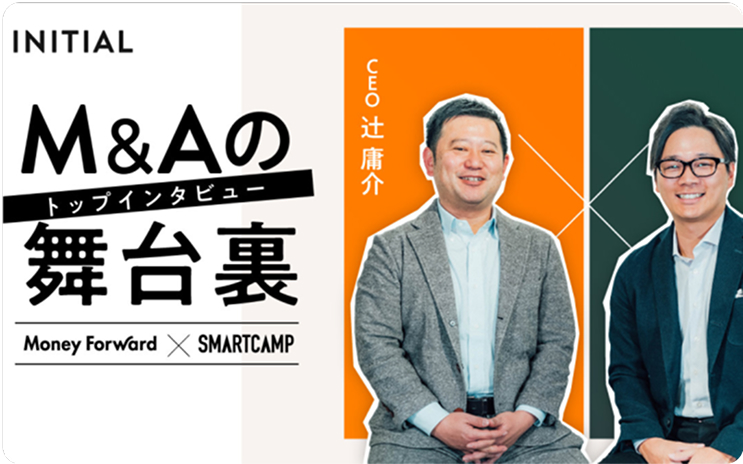 INITIAL
M&Aの
トップインタビュー
舞台裏
Money Forward × SMARTCAMP
CEO 辻 庸介